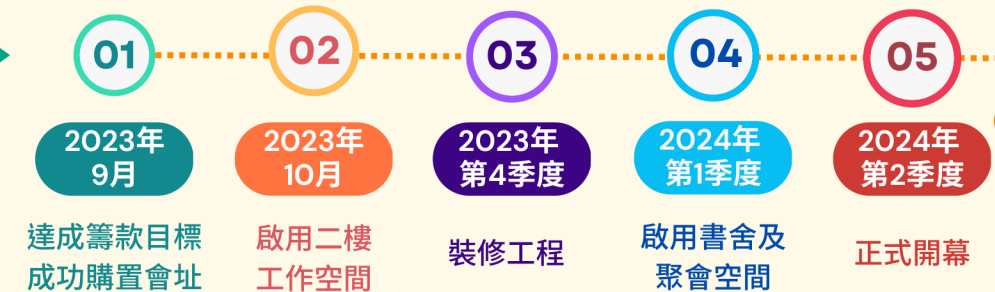 01
02
03
04
05
2023年
9月
2023年
10月
2023年
第4季度
2024年
第1季度
2024年
第2季度
達成籌款目標
成功購置會址
啟用二樓
工作空間
裝修工程
啟用書舍及
聚會空間
正式開幕